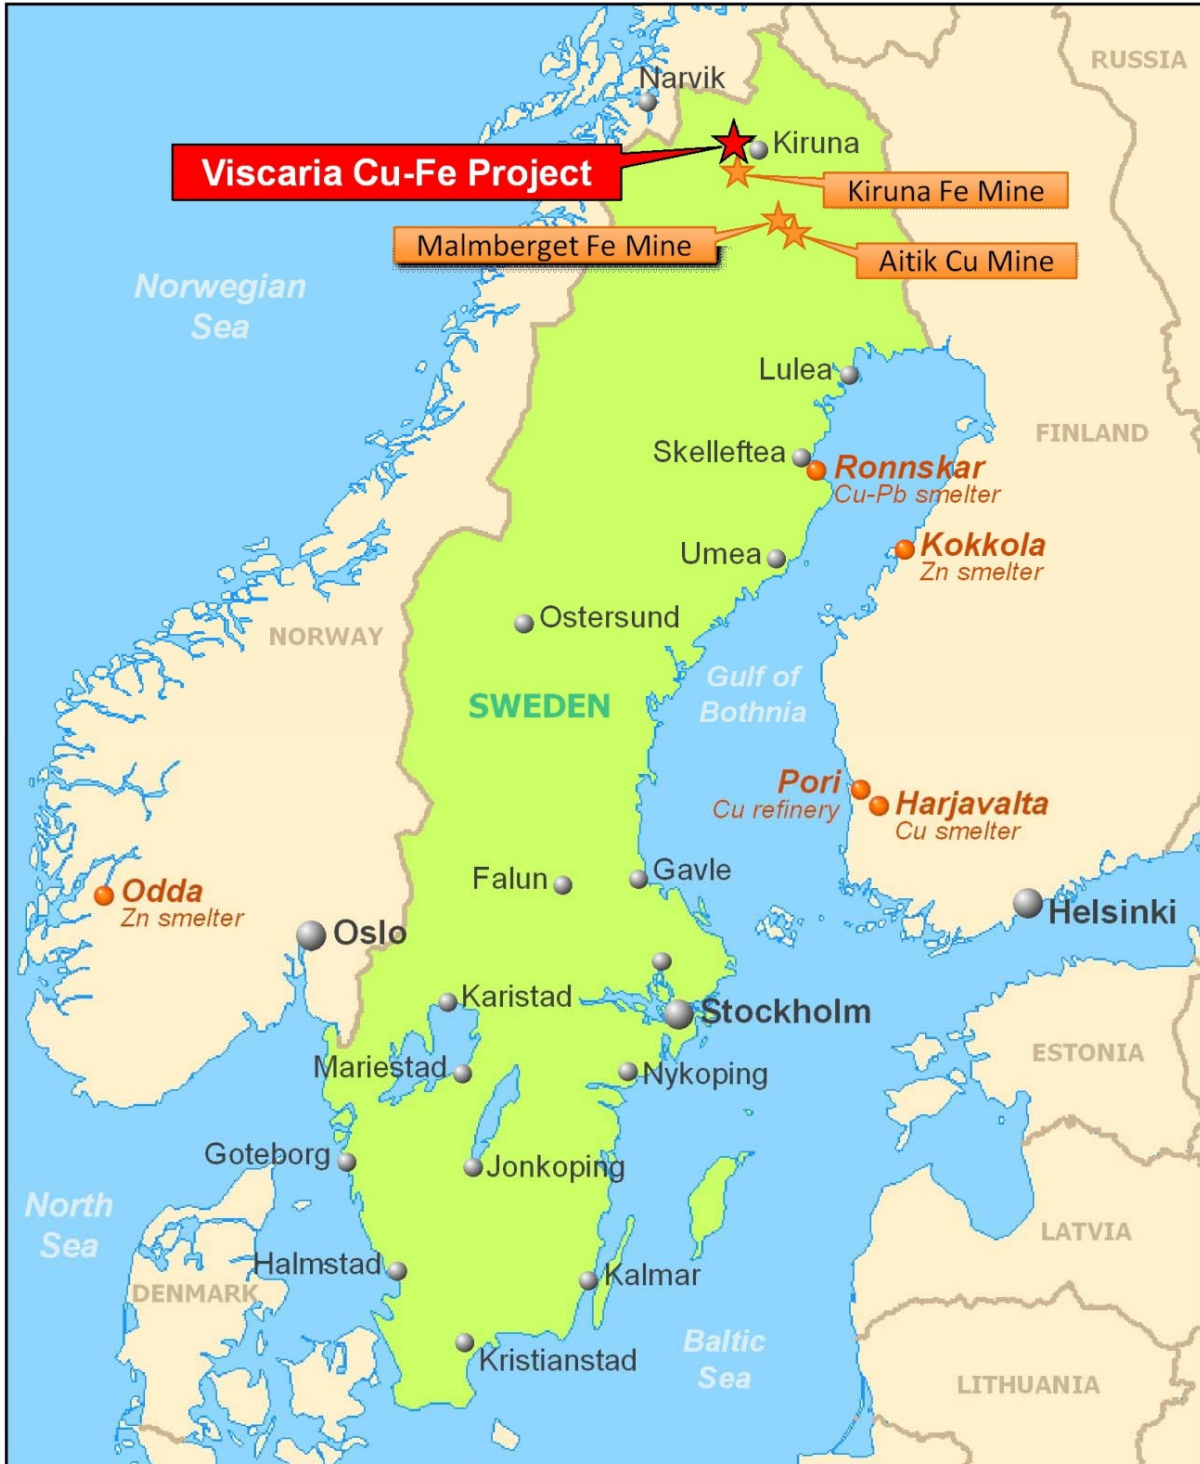 RUSSIA
Narvik
Kiruna
Viscaria Cu-Fe Project
Kiruna Fe Mine
Malmberget Fe Mine
Aitik Cu Mine
Norwegian
Sea
Lulea
FINLAND
Skelleftea
Ronnskar
Cu-Pb smelter
Kokkola
Zn smelter
Umea
Ostersund
NORWAY
SWEDEN
Gulf of
Bothnia
Pori
Cu refinery
Harjavalta
Cu smelter
Falun
Gavle
Odda
Zn smelter
Oslo
Helsinki
Karistad
Stockholm
ESTONIA
Mariestad
Nykoping
Goteborg
Jonkoping
North
Sea
LATVIA
Halmstad
Kalmar
DENMARK
Kristianstad
Baltic
Sea
LITHUANIA